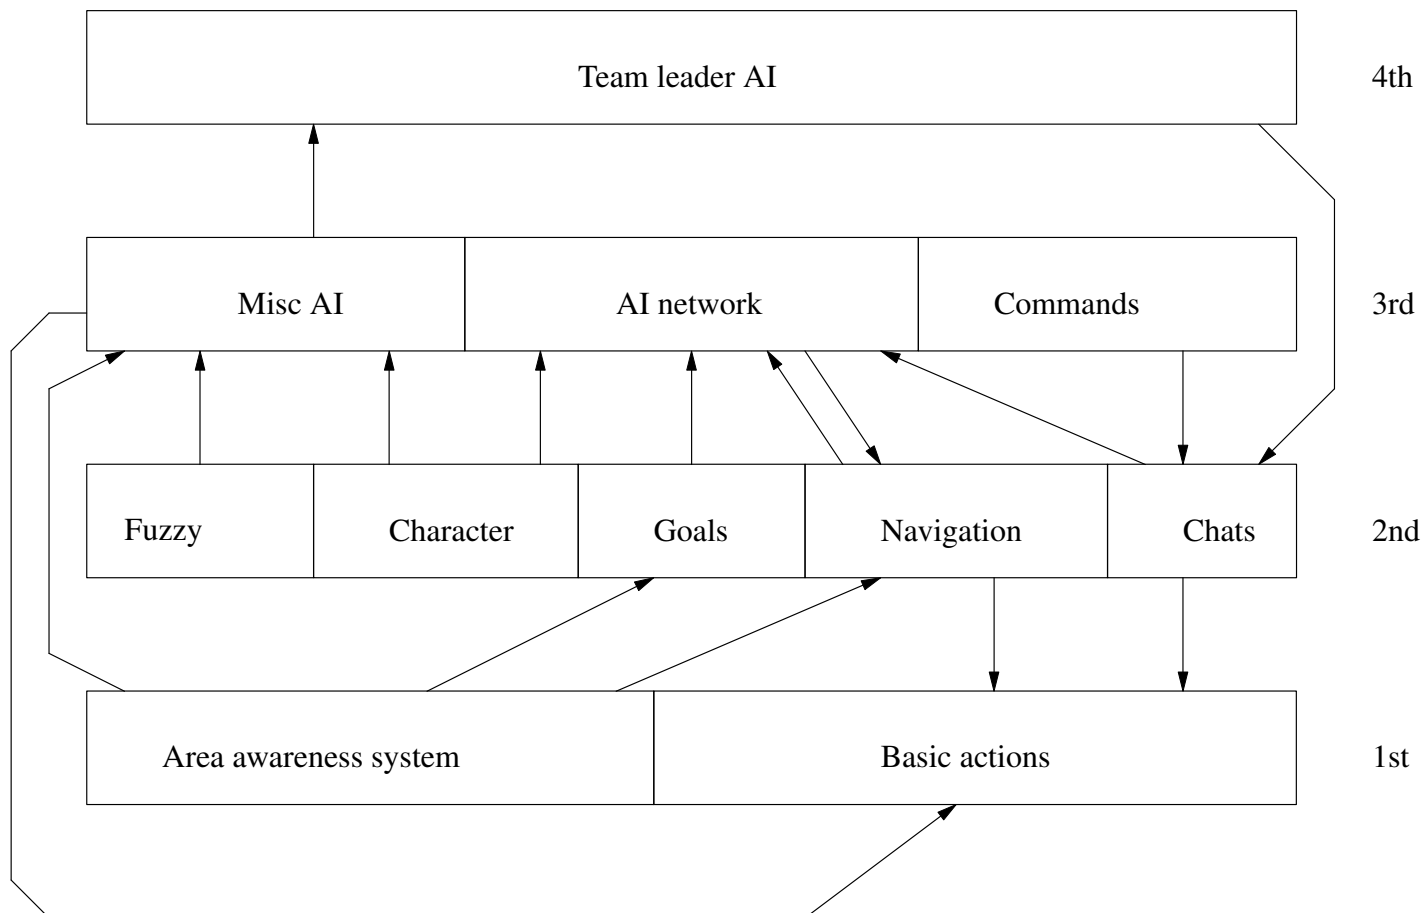 Team leader AI 4th
Misc AI AI network Commands 3rd
Fuzzy Character Goals Navigation Chats 2nd
Area awareness system Basic actions 1st